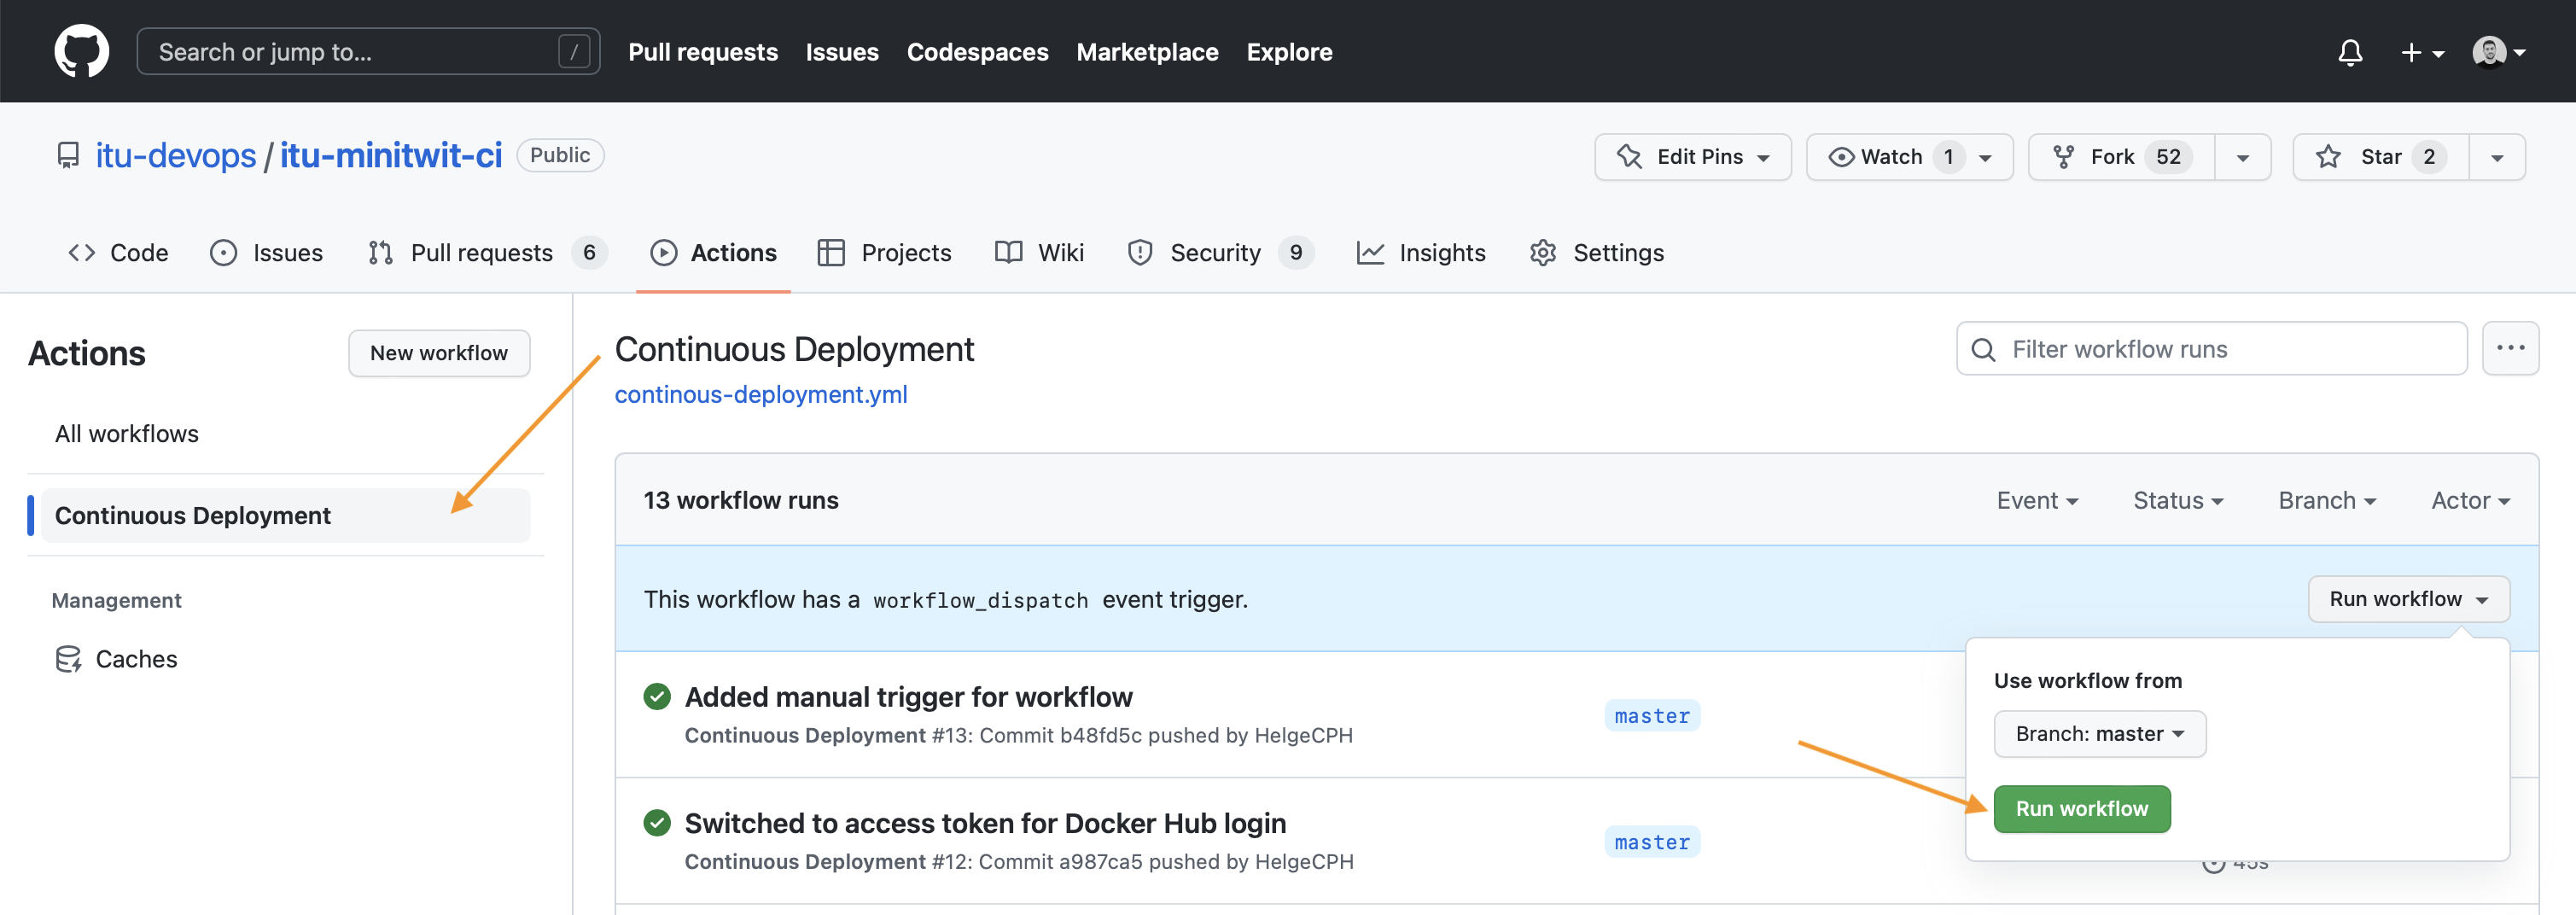 Search or jump to... / Pull requests Issues Codespaces Marketplace Explore
itu-devops / itu-minitwit-ci Public Edit Pins Watch 1 Fork 52 Star 2
Code Issues Pull requests 6 Actions Projects Wiki Security 9 Insights Settings
Actions New workflow
All workflows
Continuous Deployment
Management
Caches
Continuous Deployment
continous-deployment.yml
Filter workflow runs
13 workflow runs Event Status Branch Actor
This workflow has a workflow_dispatch event trigger. Run workflow
Use workflow from
Branch: master
Run workflow
Added manual trigger for workflow
Continuous Deployment #13: Commit b48fd5c pushed by HelgeCPH
master
Switched to access token for Docker Hub login
Continuous Deployment #12: Commit a987ca5 pushed by HelgeCPH
master
45s